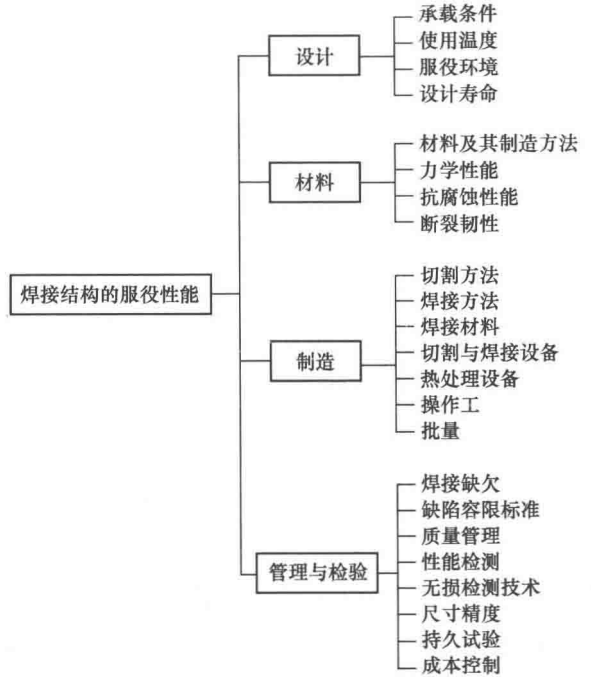 焊接结构的服役性能
设计
承载条件
使用温度
服役环境
设计寿命
材料
材料及其制造方法
力学性能
抗腐蚀性能
断裂韧性
制造
切割方法
焊接方法
焊接材料
切割与焊接设备
热处理设备
操作工
批量
管理与检验
焊接缺欠
缺陷容限标准
质量管理
性能检测
无损检测技术
尺寸精度
持久试验
成本控制